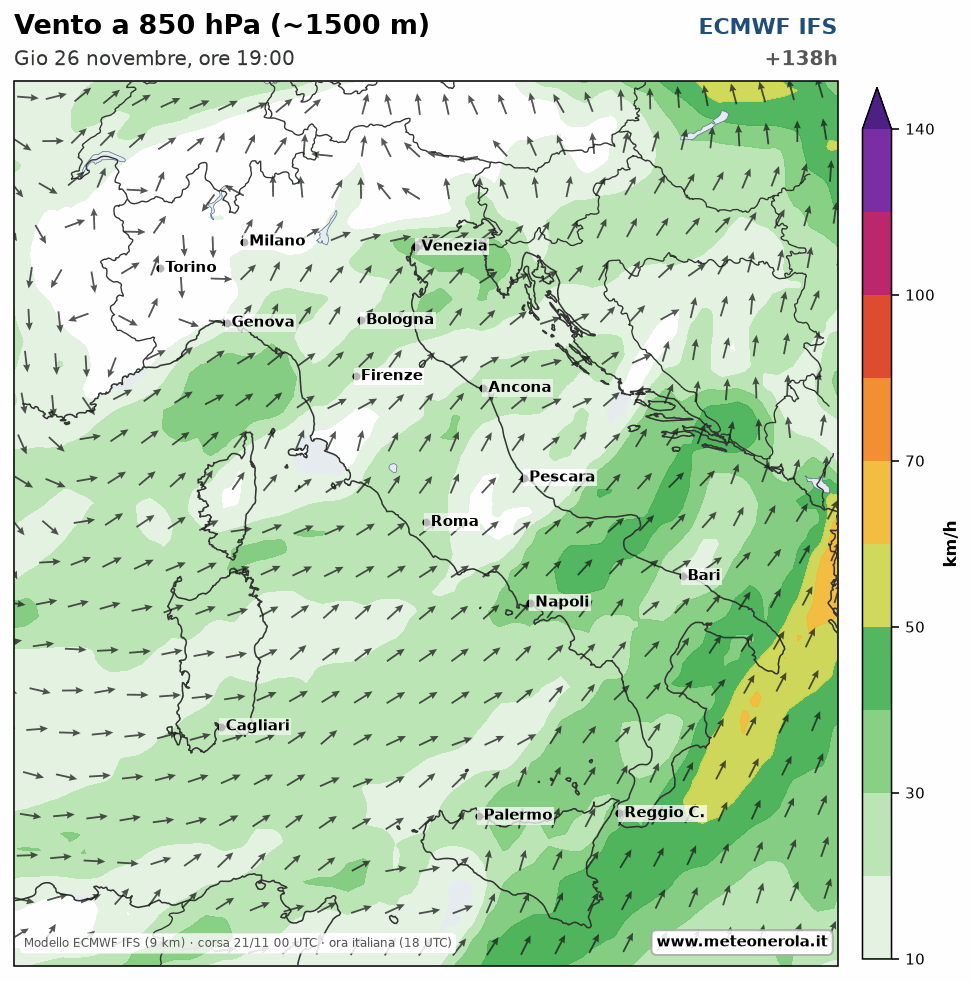 Vento a 850 hPa (~1500 m)
ECMWF IFS
Gio 26 novembre, ore 19:00
+138h
140
Milano
Venezia
Torino
100
Genova
Bologna
Firenze
Ancona
70
Pescara
Roma
km/h
Bari
Napoli
50
Cagliari
30
Palermo
Reggio C.
Modello ECMWF IFS (9 km) · corsa 21/11 00 UTC · ora italiana (18 UTC)
www.meteonerola.it
10